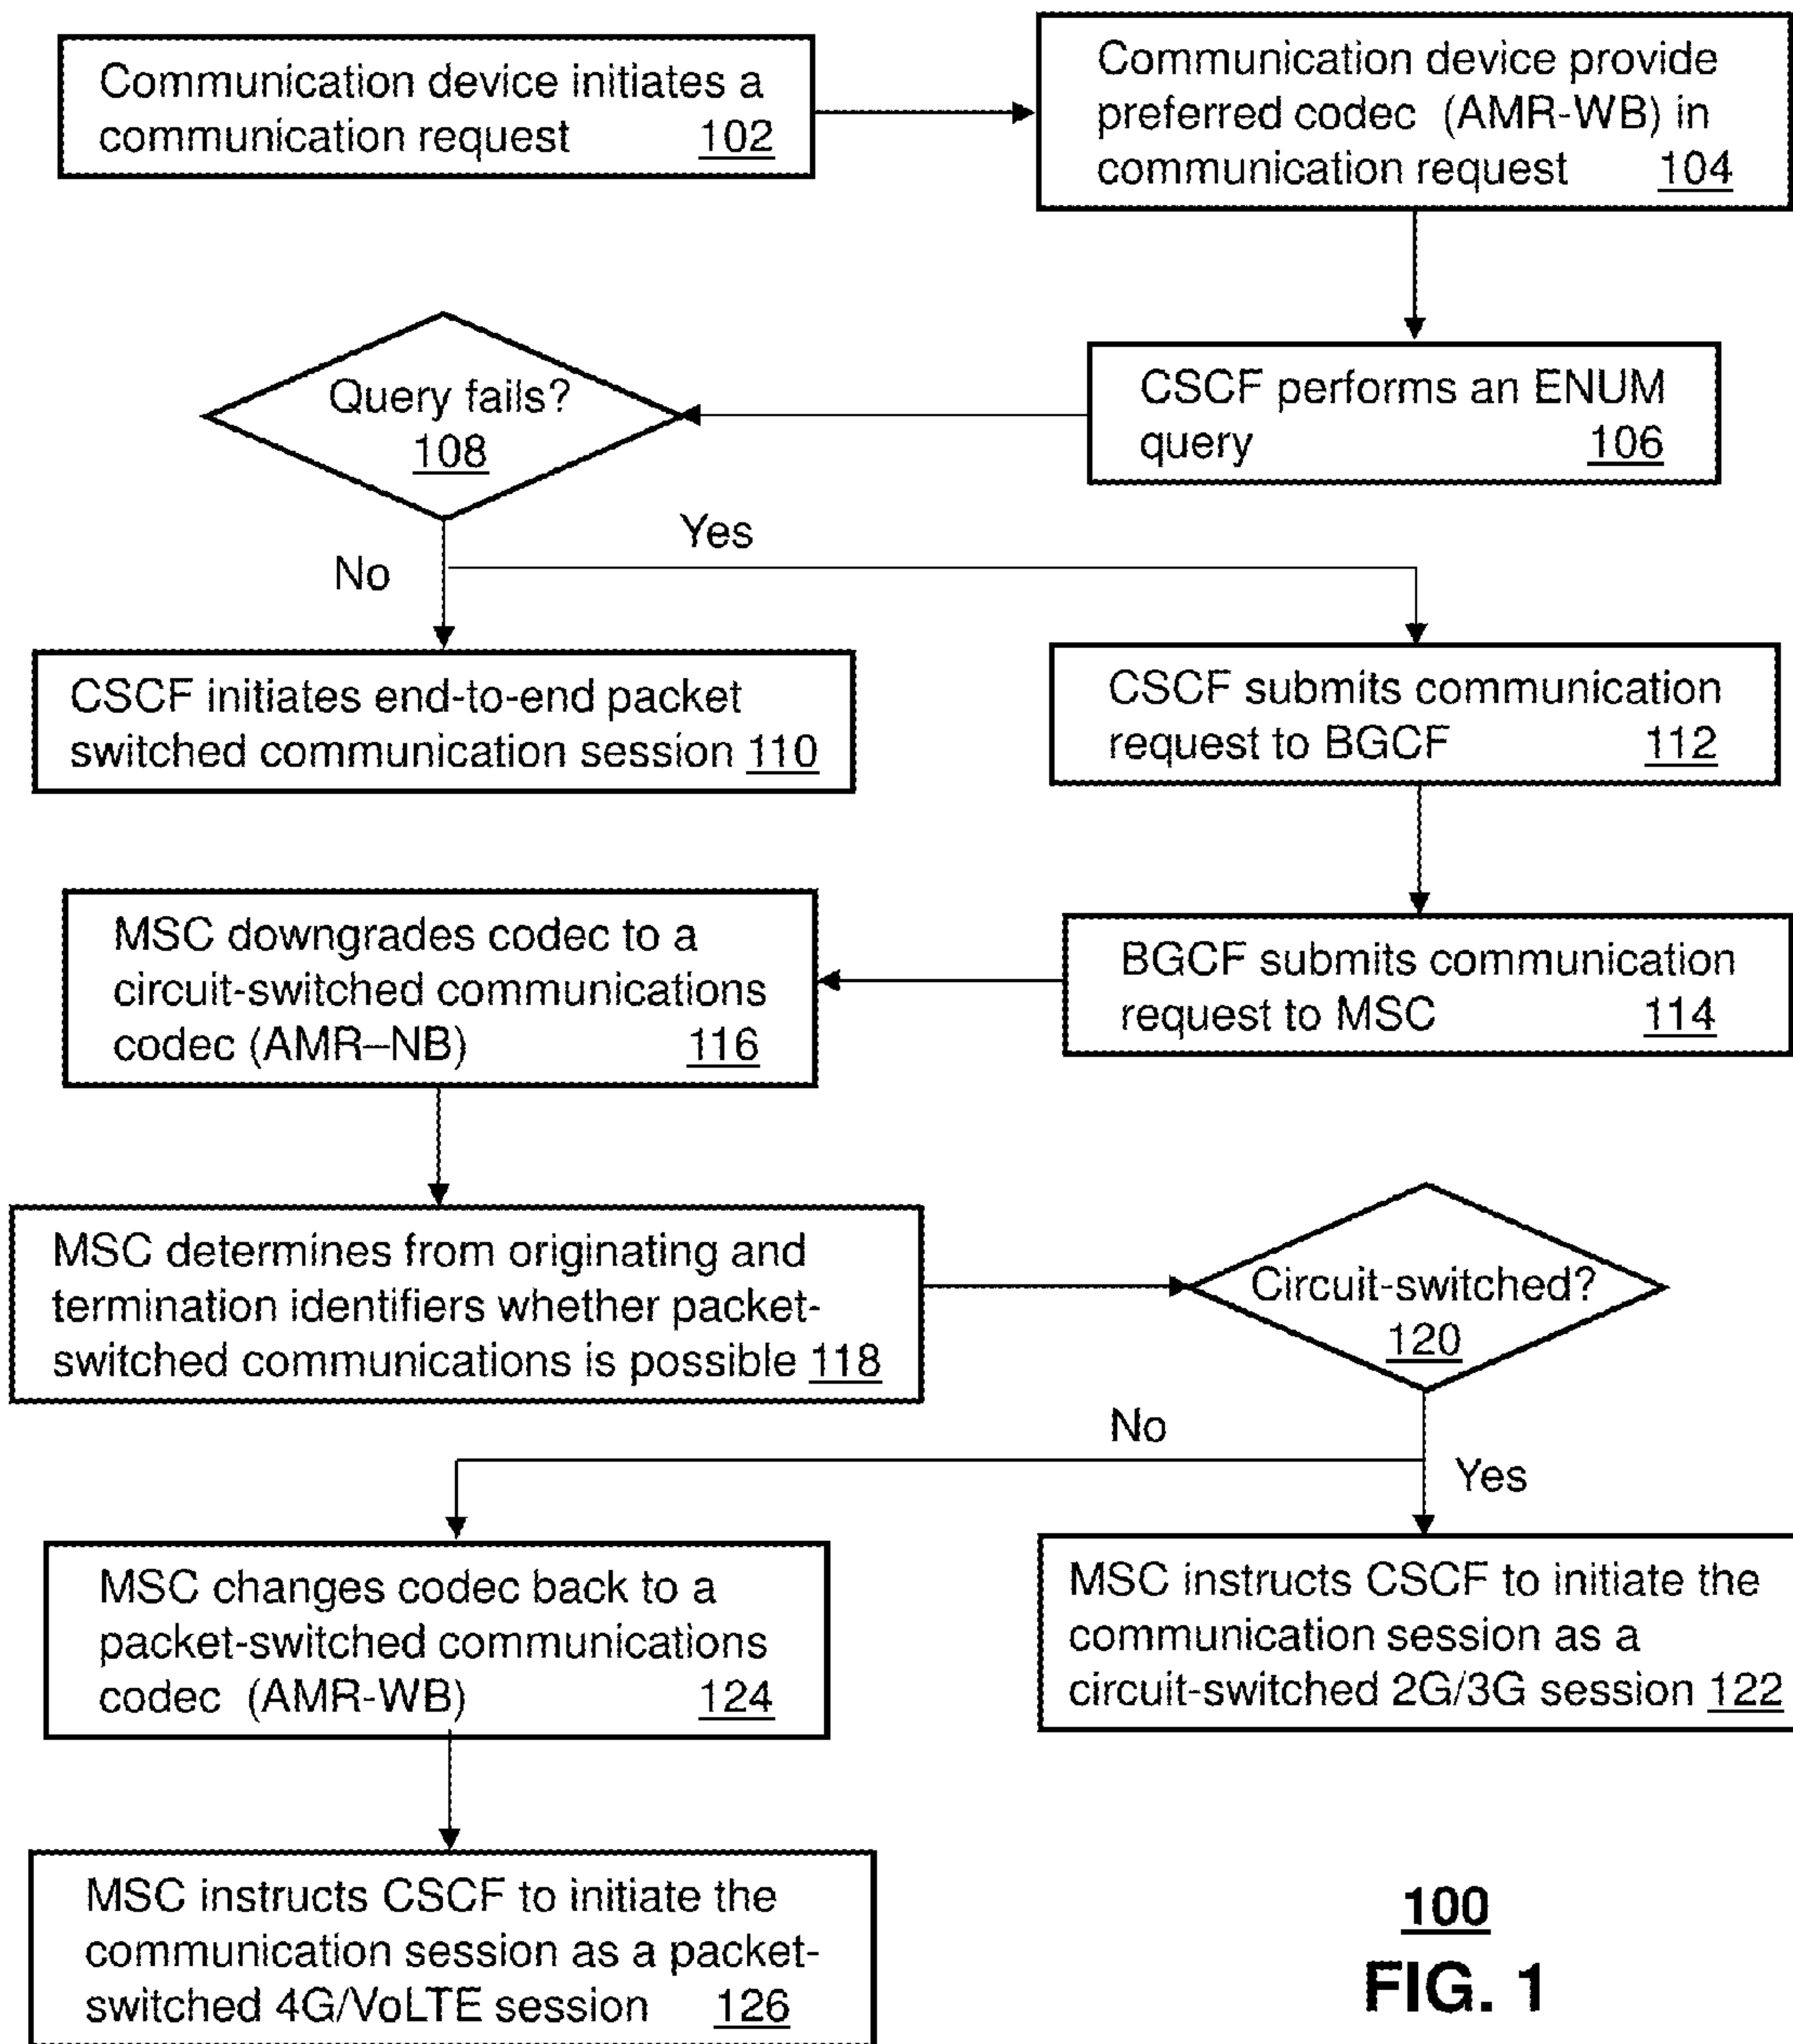 Communication device initiates a
communication request 102
Communication device provide
preferred codec (AMR-WB) in
communication request 104
CSCF performs an ENUM
query 106
Query fails?
108
Yes
No
CSCF initiates end-to-end packet
switched communication session 110
CSCF submits communication
request to BGCF 112
BGCF submits communication
request to MSC 114
MSC downgrades codec to a
circuit-switched communications
codec (AMR–NB) 116
MSC determines from originating and
termination identifiers whether packet-
switched communications is possible 118
Circuit-switched?
120
No
Yes
MSC instructs CSCF to initiate the
communication session as a
circuit-switched 2G/3G session 122
MSC changes codec back to a
packet-switched communications
codec (AMR-WB) 124
MSC instructs CSCF to initiate the
communication session as a packet-
switched 4G/VoLTE session 126
100
FIG. 1